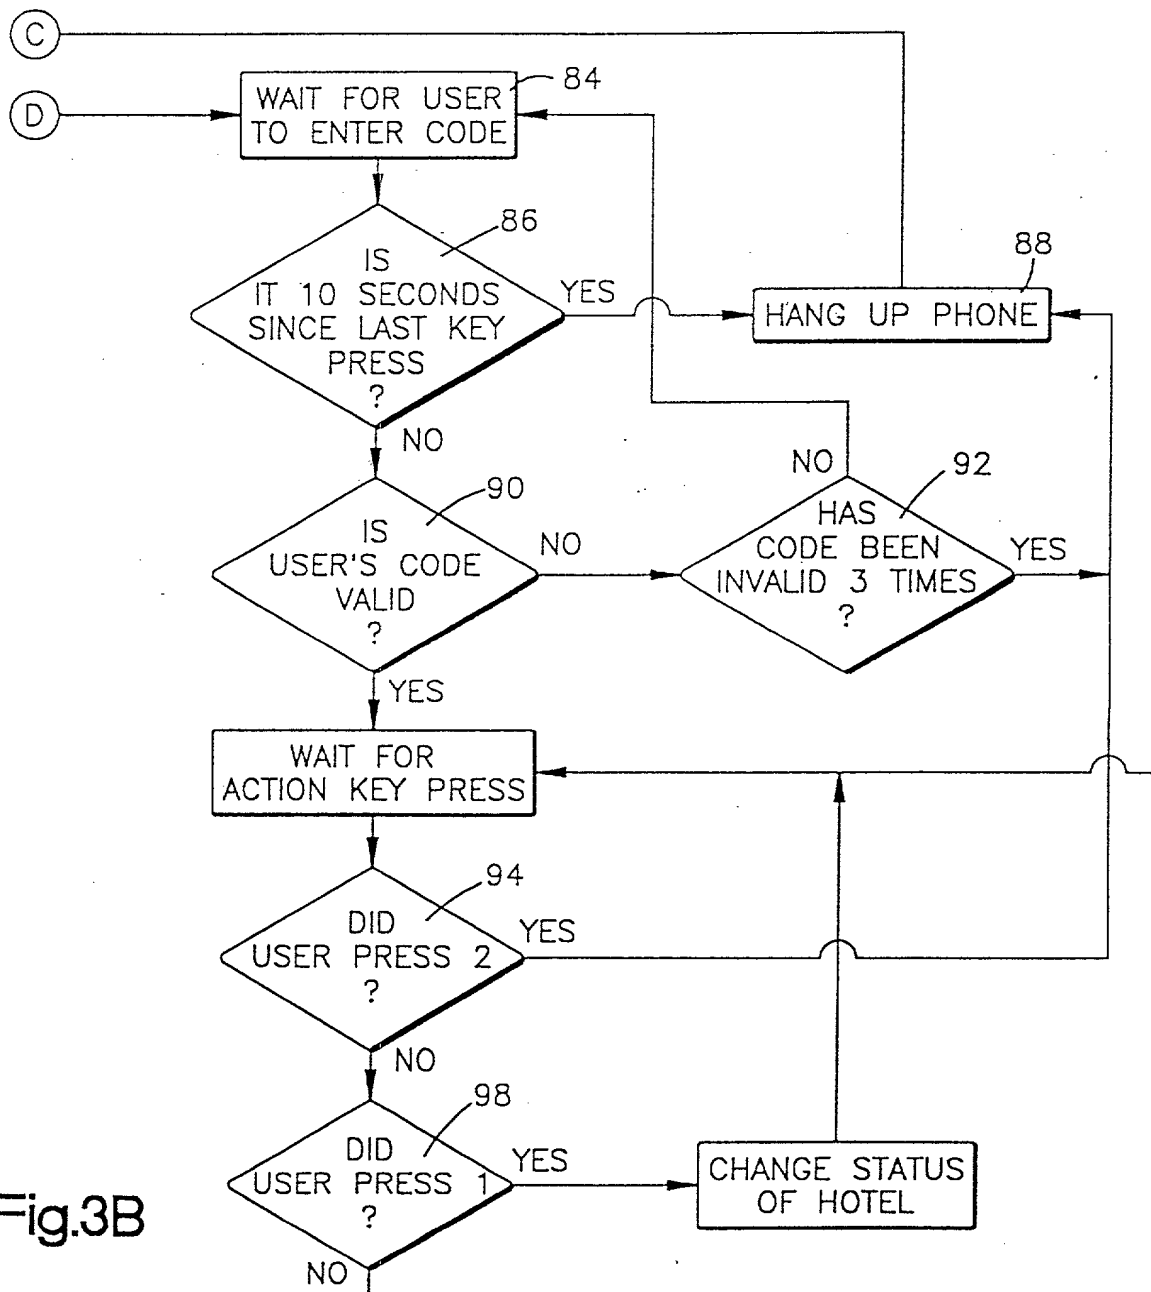 C
D
WAIT FOR USER
TO ENTER CODE
84
86
IS
IT 10 SECONDS
SINCE LAST KEY
PRESS
?
YES
88
HANG UP PHONE
NO
90
IS
USER'S CODE
VALID
?
NO
NO
92
HAS
CODE BEEN
INVALID 3 TIMES
?
YES
YES
WAIT FOR
ACTION KEY PRESS
94
DID
USER PRESS 2
?
YES
NO
98
DID
USER PRESS 1
?
YES
CHANGE STATUS
OF HOTEL
NO
Fig.3B